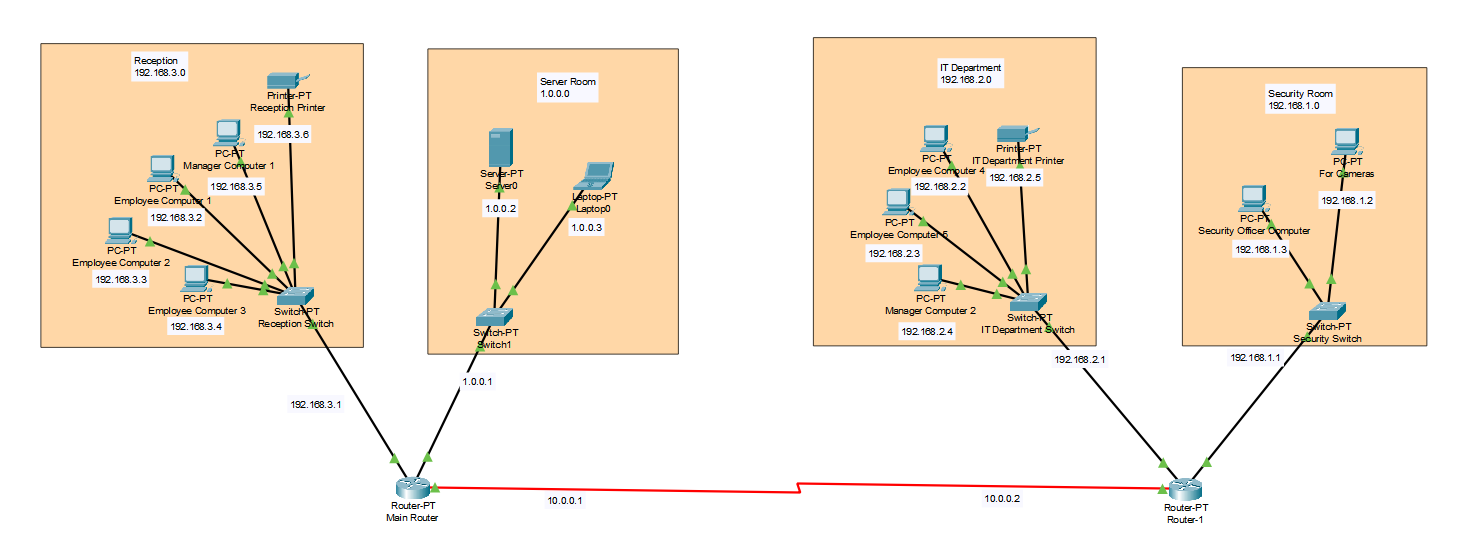 Reception
192.168.3.0
Printer-PT
Reception Printer
192.168.3.6
PC-PT
Manager Computer 1
192.168.3.5
PC-PT
Employee Computer 1
192.168.3.2
PC-PT
Employee Computer 2
192.168.3.3
PC-PT
Employee Computer 3
192.168.3.4
Switch-PT
Reception Switch
192.168.3.1
Server Room
1.0.0.0
Server-PT
Server0
1.0.0.2
Laptop-PT
Laptop0
1.0.0.3
Switch-PT
Switch1
1.0.0.1
IT Department
192.168.2.0
PC-PT
Employee Computer 4
192.168.2.2
Printer-PT
IT Department Printer
192.168.2.5
PC-PT
Employee Computer 5
192.168.2.3
PC-PT
Manager Computer 2
192.168.2.4
Switch-PT
IT Department Switch
192.168.2.1
Security Room
192.168.1.0
PC-PT
For Cameras
192.168.1.2
PC-PT
Security Officer Computer
192.168.1.3
Switch-PT
Security Switch
192.168.1.1
Router-PT
Main Router
10.0.0.1
10.0.0.2
Router-PT
Router-1